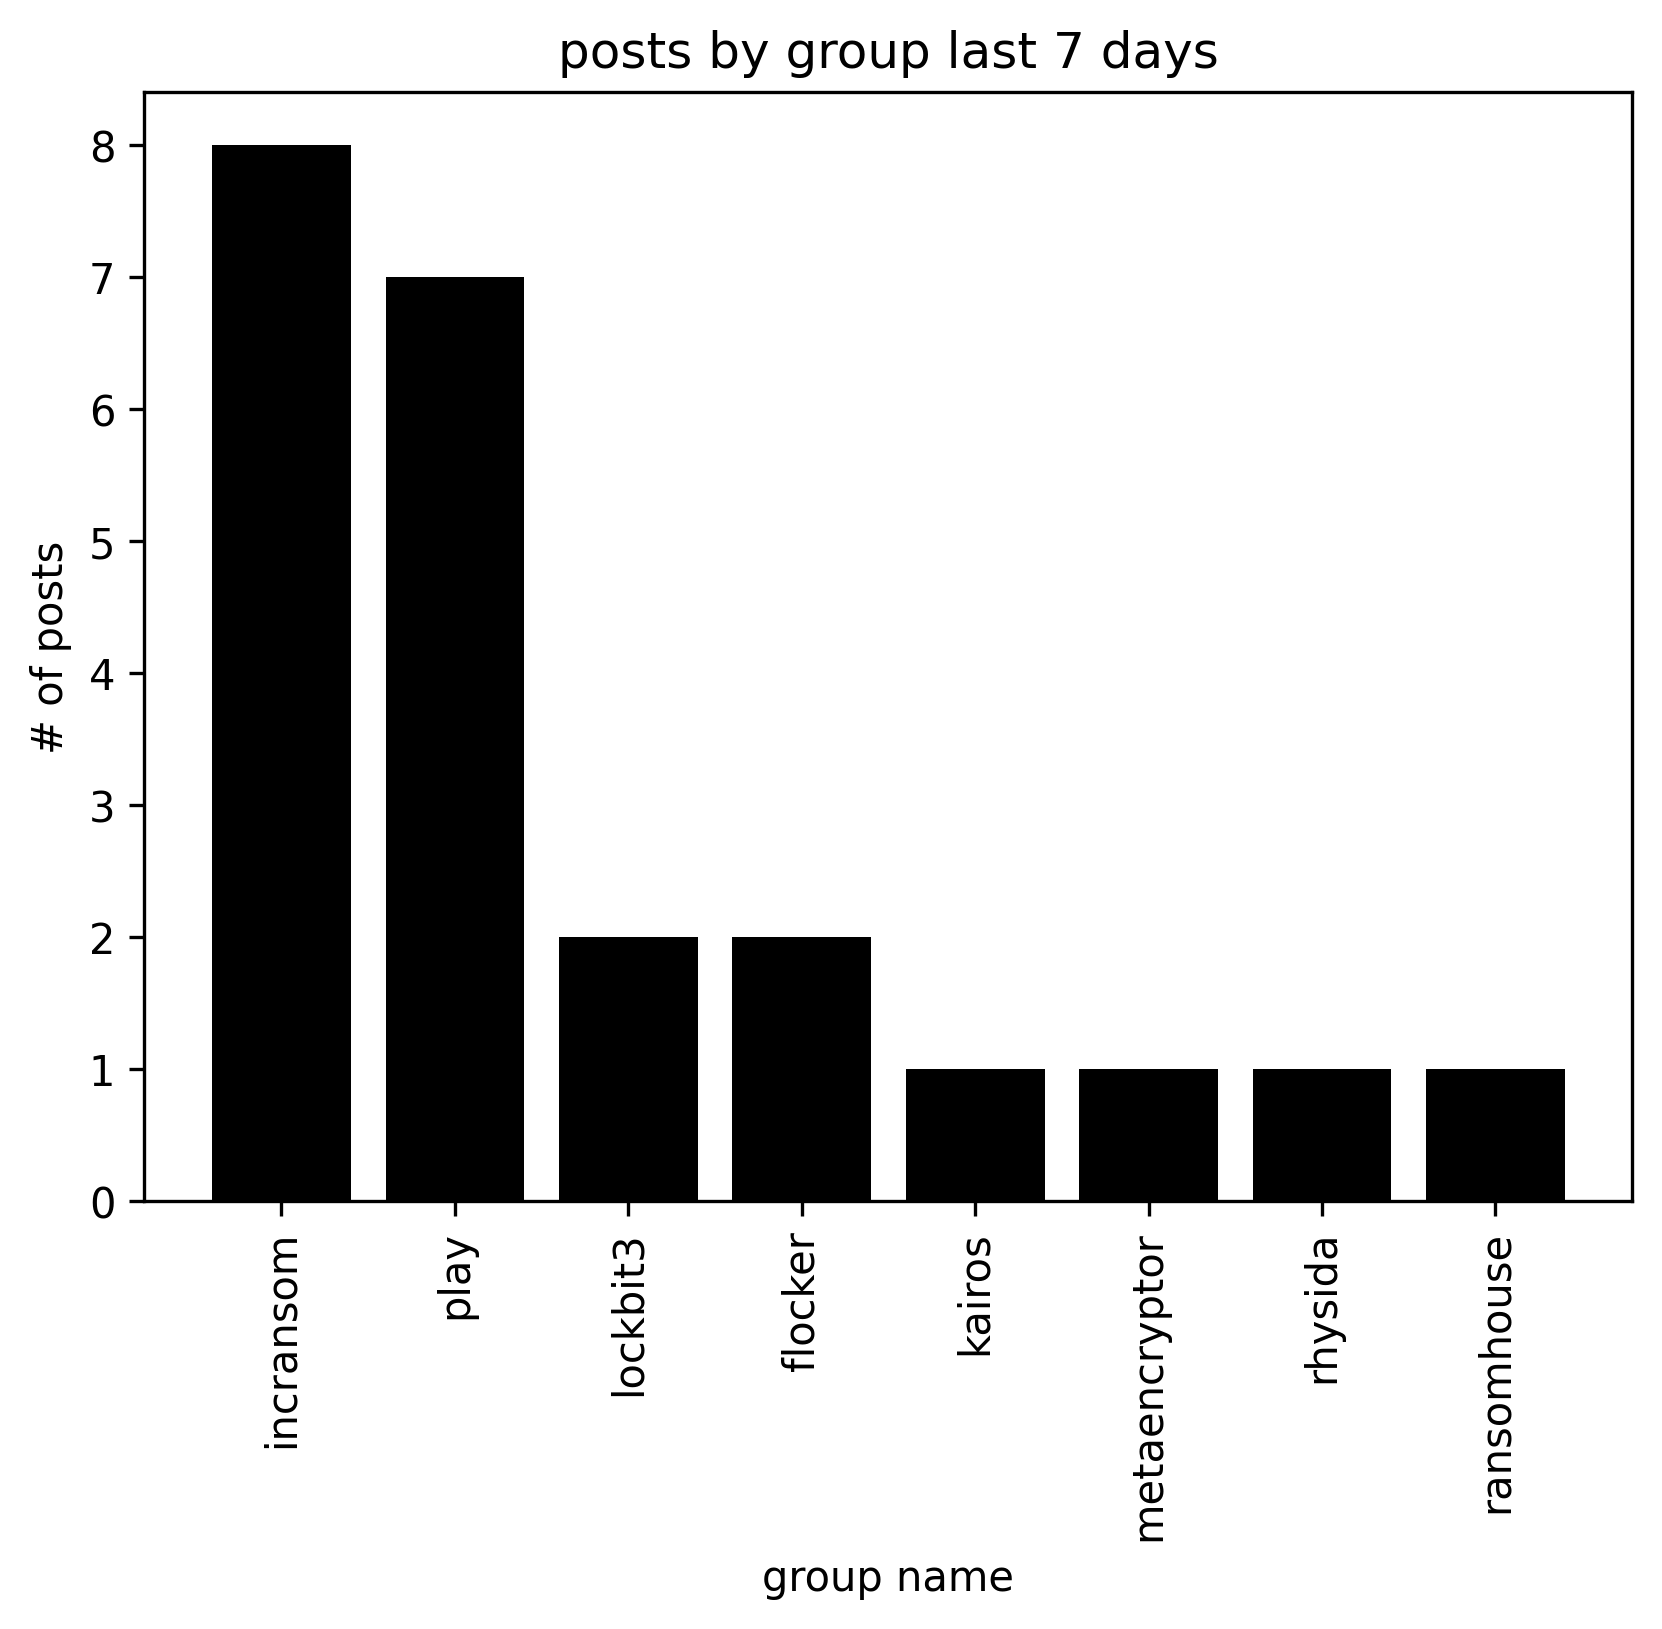 posts by group last 7 days
# of posts
8
7
6
5
4
3
2
1
0
incransom
play
lockbit3
flocker
kairos
metaencryptor
rhysida
ransomhouse
group name